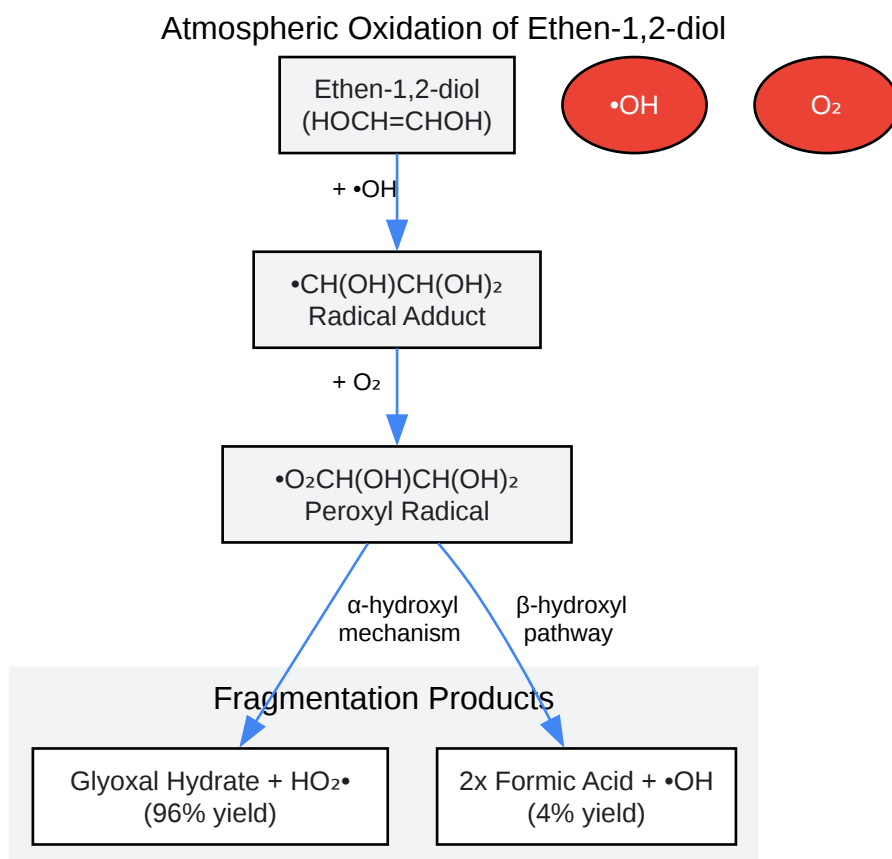 Atmospheric Oxidation of Ethen-1,2-diol
Ethen-1,2-diol
(HOCH=CHOH)
•OH
O₂
+ •OH
•CH(OH)CH(OH)₂
Radical Adduct
+ O₂
•O₂CH(OH)CH(OH)₂
Peroxyl Radical
α-hydroxyl
mechanism
β-hydroxyl
pathway
Fragmentation Products
Glyoxal Hydrate + HO₂•
(96% yield)
2x Formic Acid + •OH
(4% yield)